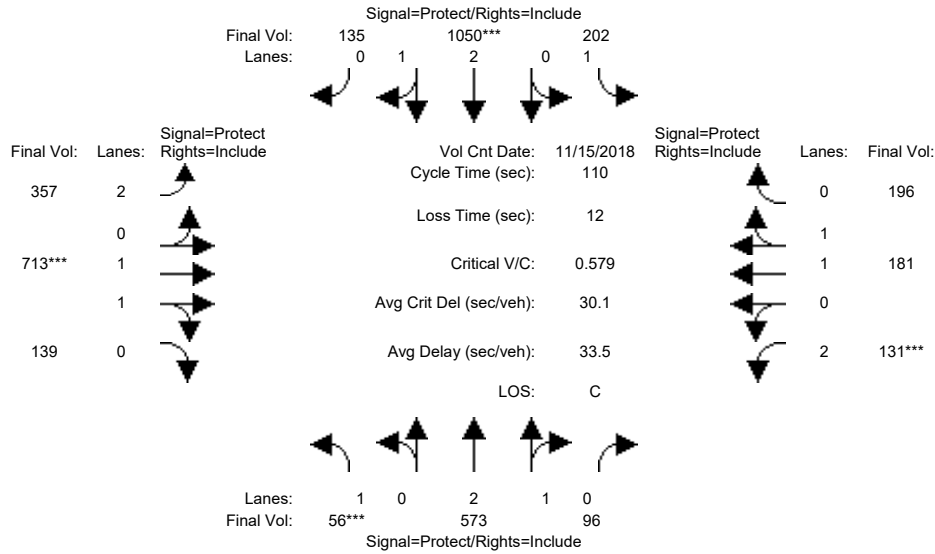 Signal=Protect/Rights=Include
Final Vol: 135 1050*** 202
Lanes: 0 1 2 0 1
Signal=Protect Signal=Protect
Final Vol: Lanes: Rights=Include Vol Cnt Date: 11/15/2018 Rights=Include Lanes: Final Vol:
Cycle Time (sec): 110
357 2 0 196
Loss Time (sec): 12
0 1
713*** 1 Critical V/C: 0.579 1 181
1 Avg Crit Del (sec/veh): 30.1 0
139 0 Avg Delay (sec/veh): 33.5 2 131***
LOS: C
Lanes: 1 0 2 1 0
Final Vol: 56*** 573 96
Signal=Protect/Rights=Include